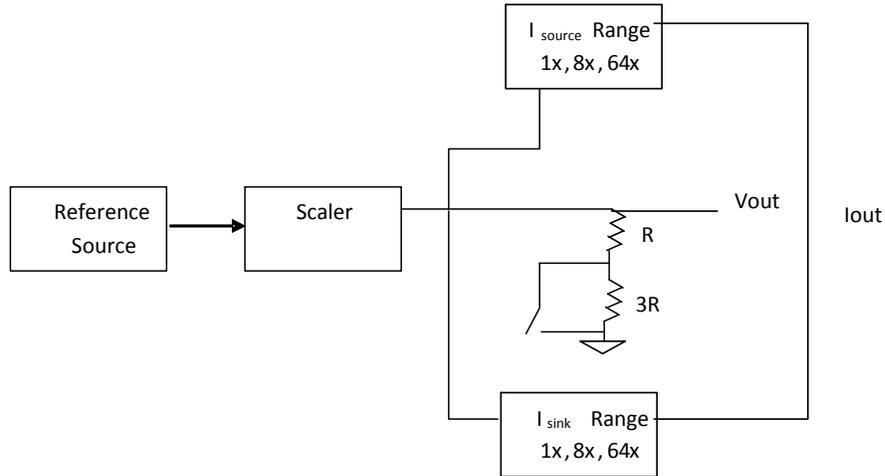 I source Range
1x, 8x, 64x
Reference
Source
Scaler
Vout
Iout
R
3R
I sink Range
1x, 8x, 64x